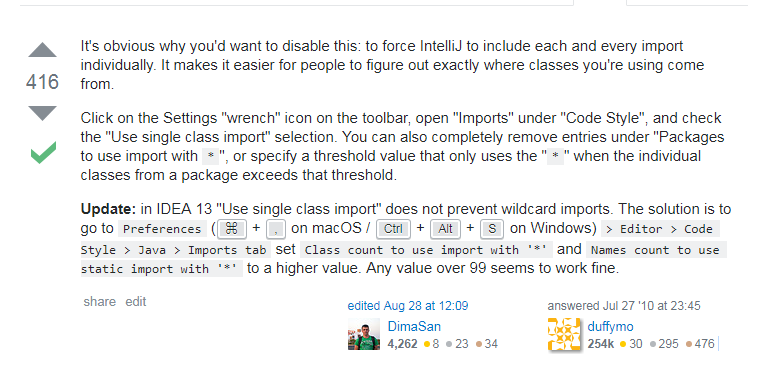 It's obvious why you'd want to disable this: to force IntelliJ to include each and every import
individually. It makes it easier for people to figure out exactly where classes you're using come
from.
416
Click on the Settings "wrench" icon on the toolbar, open "Imports" under "Code Style", and check
the "Use single class import" selection. You can also completely remove entries under "Packages
to use import with * ", or specify a threshold value that only uses the " * " when the individual
classes from a package exceeds that threshold.
Update: in IDEA 13 "Use single class import" does not prevent wildcard imports. The solution is to
go to Preferences ( ⌘ + , on macOS / Ctrl + Alt + S on Windows) > Editor > Code
Style > Java > Imports tab set Class count to use import with '*' and Names count to use
static import with '*' to a higher value. Any value over 99 seems to work fine.
share edit
edited Aug 28 at 12:09
DimaSan
4,262 ●8 ●23 ●34
answered Jul 27 '10 at 23:45
duffymo
254k ●30 ●295 ●476